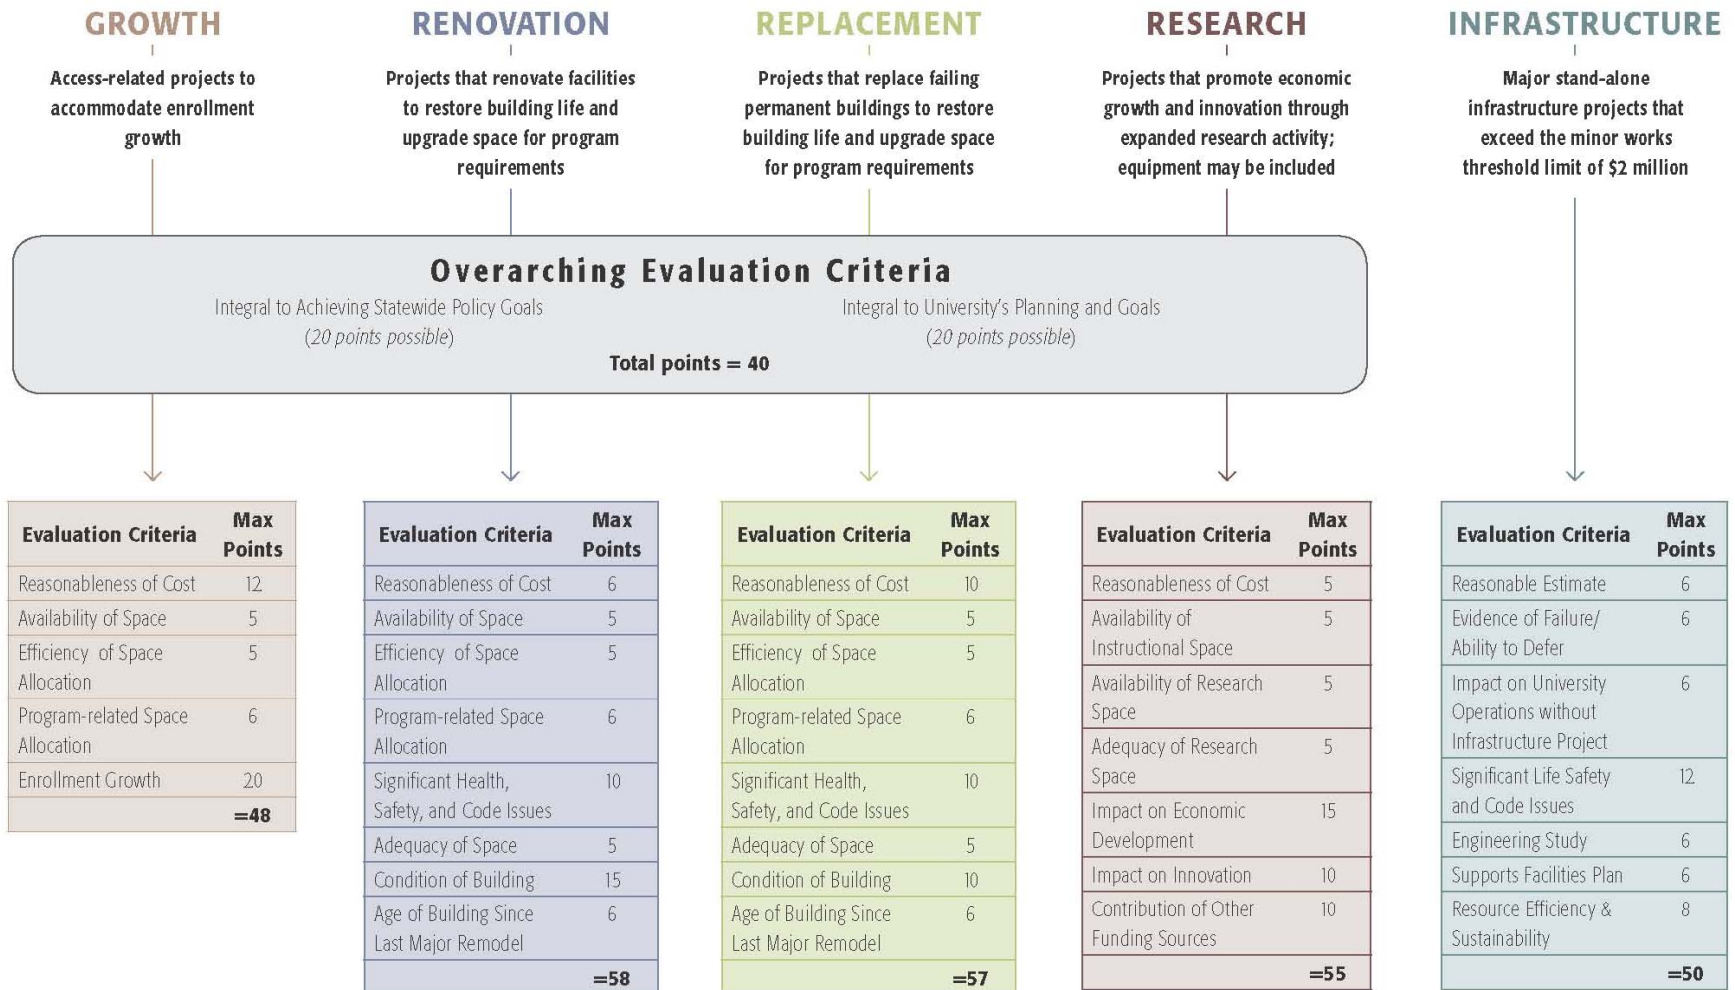 GROWTH
Access-related projects to
accommodate enrollment
growth
RENOVATION
Projects that renovate facilities
to restore building life and
upgrade space for program
requirements
REPLACEMENT
Projects that replace failing
permanent buildings to restore
building life and upgrade space
for program requirements
RESEARCH
Projects that promote economic
growth and innovation through
expanded research activity;
equipment may be included
INFRASTRUCTURE
Major stand-alone
infrastructure projects that
exceed the minor works
threshold limit of $2 million
Overarching Evaluation Criteria
Integral to Achieving Statewide Policy Goals
(20 points possible)
Integral to University's Planning and Goals
(20 points possible)
Total points = 40
Evaluation Criteria Max
Points
Reasonableness of Cost 12
Availability of Space 5
Efficiency of Space 5
Allocation
Program-related Space 6
Allocation
Enrollment Growth 20
=48
Evaluation Criteria Max
Points
Reasonableness of Cost 6
Availability of Space 5
Efficiency of Space 5
Allocation
Program-related Space 6
Allocation
Significant Health, 10
Safety, and Code Issues
Adequacy of Space 5
Condition of Building 15
Age of Building Since 6
Last Major Remodel
=58
Evaluation Criteria Max
Points
Reasonableness of Cost 10
Availability of Space 5
Efficiency of Space 5
Allocation
Program-related Space 6
Allocation
Significant Health, 10
Safety, and Code Issues
Adequacy of Space 5
Condition of Building 10
Age of Building Since 6
Last Major Remodel
=57
Evaluation Criteria Max
Points
Reasonableness of Cost 5
Availability of 5
Instructional Space
Availability of Research 5
Space
Adequacy of Research 5
Space
Impact on Economic 15
Development
Impact on Innovation 10
Contribution of Other 10
Funding Sources
=55
Evaluation Criteria Max
Points
Reasonable Estimate 6
Evidence of Failure/ 6
Ability to Defer
Impact on University 6
Operations without
Infrastructure Project
Significant Life Safety 12
and Code Issues
Engineering Study 6
Supports Facilities Plan 6
Resource Efficiency & 8
Sustainability
=50